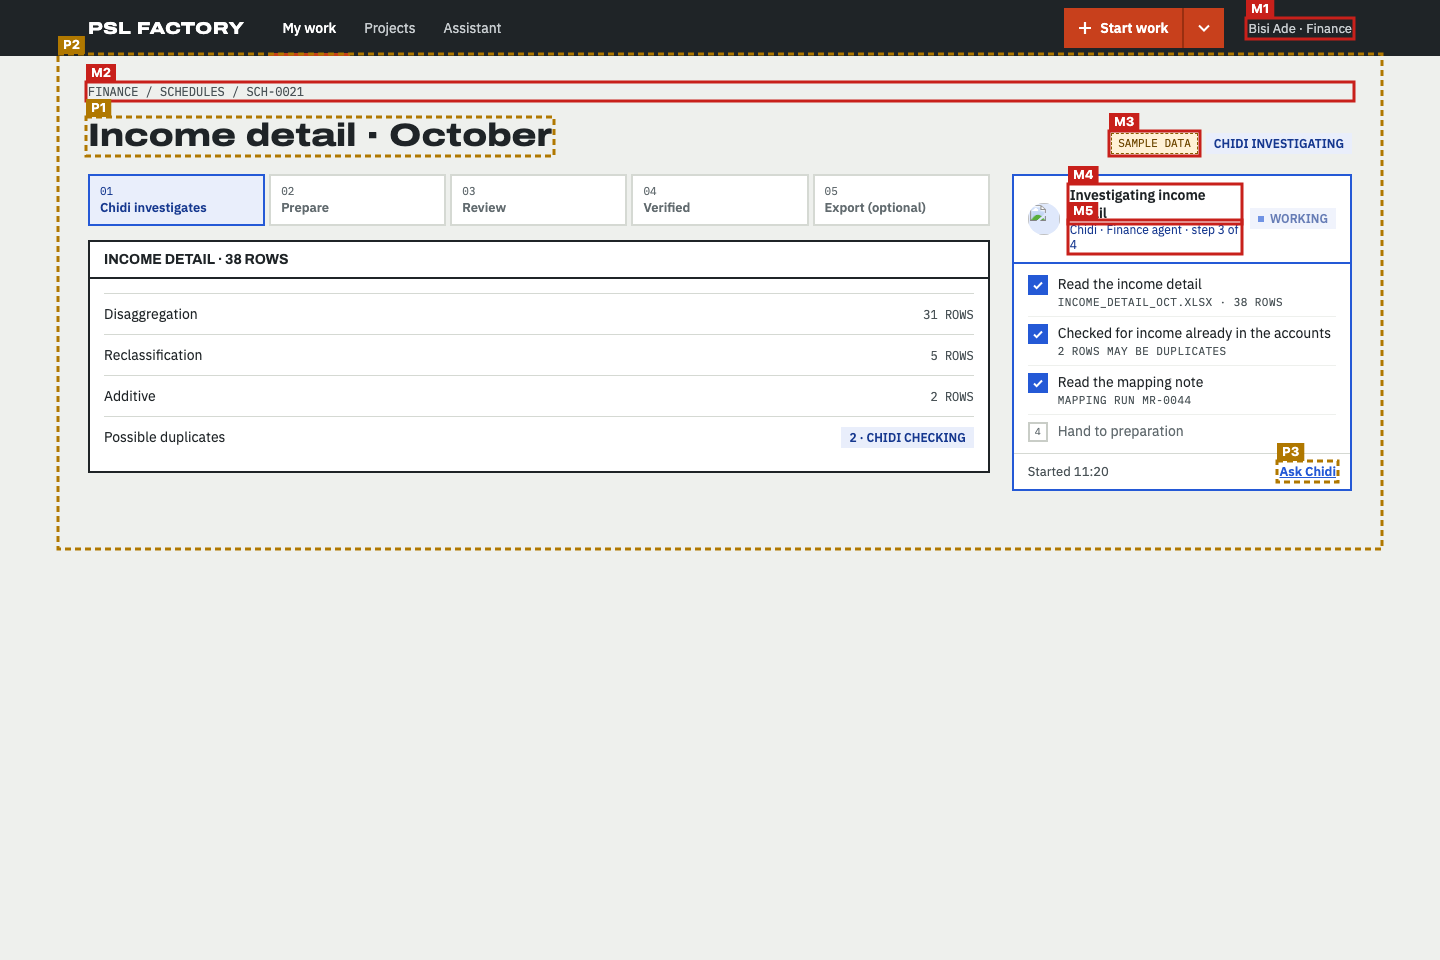 PSL FACTORY
My work
Projects
Assistant
Start work
M1
Bisi Ade · Finance
P2
M2
FINANCE / SCHEDULES / SCH-0021
P1
Income detail · October
M3
SAMPLE DATA
CHIDI INVESTIGATING
01
Chidi investigates
02
Prepare
03
Review
04
Verified
05
Export (optional)
INCOME DETAIL · 38 ROWS
Disaggregation
31 ROWS
Reclassification
5 ROWS
Additive
2 ROWS
Possible duplicates
2 · CHIDI CHECKING
M4
Investigating income
M5
il
Chidi · Finance agent · step 3 of
4
WORKING
Read the income detail
INCOME_DETAIL_OCT.XLSX · 38 ROWS
Checked for income already in the accounts
2 ROWS MAY BE DUPLICATES
Read the mapping note
MAPPING RUN MR-0044
4
Hand to preparation
P3
Started 11:20
Ask Chidi